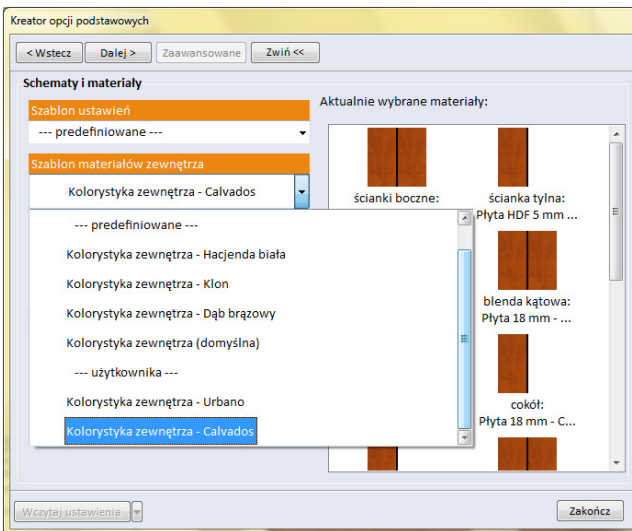 Kreator opcji podstawowych
< Wstecz
Dalej >
Zaawansowane
Zwiń <<
Schematy i materiały
Szablon ustawień
--- predefiniowane ---
Szablon materiałów zewnętrza
Kolorystyka zewnętrza - Calvados
--- predefiniowane ---
Kolorystyka zewnętrza - Hacjenda biała
Kolorystyka zewnętrza - Klon
Kolorystyka zewnętrza - Dąb brązowy
Kolorystyka zewnętrza (domyślna)
--- użytkownika ---
Kolorystyka zewnętrza - Urbano
Kolorystyka zewnętrza - Calvados
Aktualnie wybrane materiały:
ścianki boczne:
ścianka tylna:
Płyta HDF 5 mm ...
blenda kątowa:
Płyta 18 mm - ...
cokół:
Płyta 18 mm - C...
Wczytaj ustawienia
Zakończ